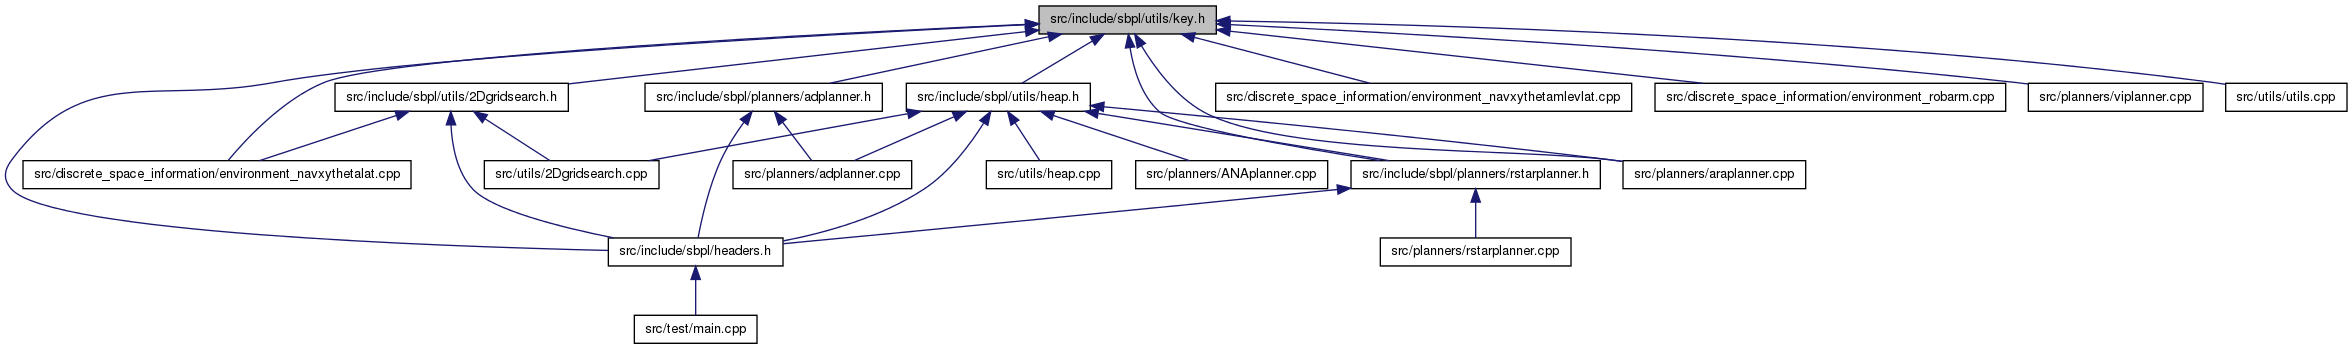 src/include/sbpl/utils/key.h
src/include/sbpl/utils/2Dgridsearch.h
src/include/sbpl/planners/adplanner.h
src/include/sbpl/utils/heap.h
src/discrete_space_information/environment_navxythetamlevlat.cpp
src/discrete_space_information/environment_robarm.cpp
src/planners/viplanner.cpp
src/utils/utils.cpp
src/discrete_space_information/environment_navxythetalat.cpp
src/utils/2Dgridsearch.cpp
src/planners/adplanner.cpp
src/utils/heap.cpp
src/planners/ANAplanner.cpp
src/include/sbpl/planners/rstarplanner.h
src/planners/araplanner.cpp
src/include/sbpl/headers.h
src/planners/rstarplanner.cpp
src/test/main.cpp